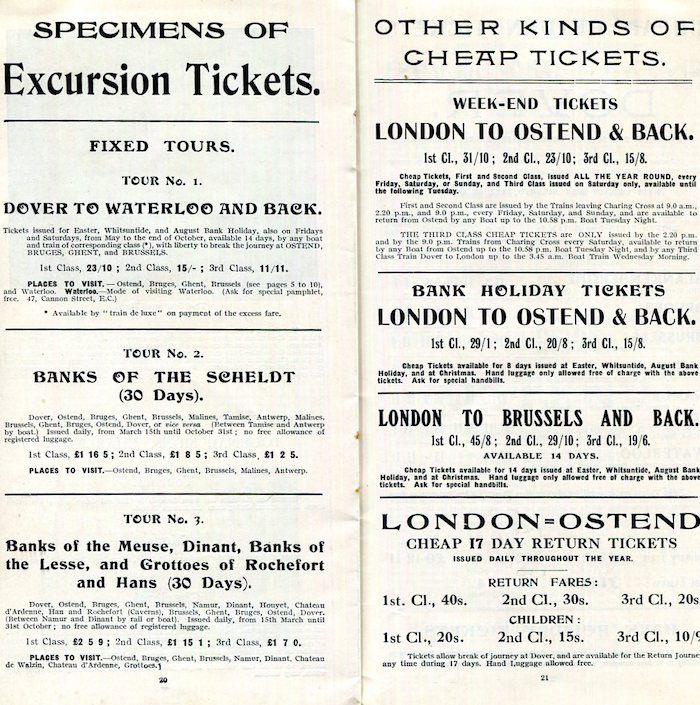 SPECIMENS OF
Excursion Tickets.
FIXED TOURS.
TOUR No. 1.
DOVER TO WATERLOO AND BACK.
Tickets issued for Easter, Whitsuntide, and August Bank Holiday, also on Fridays
and Saturdays, from May to the end of October, available 14 days, by any boat
and train of corresponding class (*), with liberty to break the journey at OSTEND,
BRUGES, GHENT, and BRUSSELS.
1st Class, 23/10 ; 2nd Class, 15/- ; 3rd Class, 11/11.
PLACES TO VISIT.—Ostend, Bruges, Ghent, Brussels (see pages 5 to 10),
and Waterloo. Waterloo.—Mode of visiting Waterloo. (Ask for special pamphlet,
free. 47, Cannon Street, E.C.)
* Available by "train de luxe" on payment of the excess fare.
TOUR No. 2.
BANKS OF THE SCHELDT
(30 Days).
Dover, Ostend, Bruges, Ghent, Brussels, Malines, Tamise, Antwerp, Malines,
Brussels, Ghent, Bruges, Ostend, Dover, or vice versa (Between Tamise and Antwerp
by boat.) Issued daily, from March 15th until October 31st ; no free allowance of
registered luggage.
1st Class, £1 16 5 ; 2nd Class, £1 8 5 ; 3rd Class, £1 2 5.
PLACES TO VISIT.—Ostend, Bruges, Ghent, Brussels, Malines, Antwerp.
TOUR No. 3.
Banks of the Meuse, Dinant, Banks of
the Lesse, and Grottoes of Rochefort
and Hans (30 Days).
Dover, Ostend, Bruges, Ghent, Brussels, Namur, Dinant, Houyet, Chateau
d'Ardenne, Han and Rochefort (Caverns), Brussels, Ghent, Bruges, Ostend, Dover.
(Between Namur and Dinant by rail or boat). Issued daily, from 15th March until
31st October ; no free allowance of registered luggage.
1st Class, £2 5 9 ; 2nd Class, £1 15 1 ; 3rd Class, £1 7 0.
PLACES TO VISIT.—Ostend, Bruges, Ghent, Brussels, Namur, Dinant, Chateau
de Walzin, Chateau d'Ardenne, Grottoes.
20
OTHER KINDS OF
CHEAP TICKETS.
WEEK-END TICKETS
LONDON TO OSTEND & BACK.
1st Cl., 31/10 ; 2nd Cl., 23/10 ; 3rd Cl., 15/8.
Cheap Tickets, First and Second Class, issued ALL THE YEAR ROUND, every
Friday, Saturday, or Sunday, and Third Class issued on Saturday only, available until
the following Tuesday.
First and Second Class are issued by the Trains leaving Charing Cross at 9.0 a.m.,
2.20 p.m., and 9.0 p.m., every Friday, Saturday, and Sunday, and are available to
return from Ostend by any Boat up to the 10.58 p.m. Boat Tuesday Night.
THE THIRD CLASS CHEAP TICKETS are ONLY issued by the 2.20 p.m.
and by the 9.0 p.m. Trains from Charing Cross every Saturday, available to return
by any Boat from Ostend up to the 10.58 p.m. Boat Tuesday Night, and by any Third
Class Train Dover to London up to the 3.45 a.m. Boat Train Wednesday Morning.
BANK HOLIDAY TICKETS
LONDON TO OSTEND & BACK.
1st Cl., 29/1 ; 2nd Cl., 20/8 ; 3rd Cl., 15/8.
Cheap Tickets available for 8 days issued at Easter, Whitsuntide, August Bank
Holiday, and at Christmas. Hand luggage only allowed free of charge with the above
tickets. Ask for special handbills.
LONDON TO BRUSSELS AND BACK.
1st Cl., 45/8 ; 2nd Cl., 29/10 ; 3rd Cl., 19/6.
AVAILABLE 14 DAYS.
Cheap Tickets available for 14 days issued at Easter, Whitsuntide, August Bank
Holiday, and at Christmas. Hand luggage only allowed free of charge with the above
tickets. Ask for special handbills.
LONDON=OSTEND
CHEAP 17 DAY RETURN TICKETS
ISSUED DAILY THROUGHOUT THE YEAR.
RETURN FARES :
1st. Cl., 40s. 2nd Cl., 30s. 3rd Cl., 20s
CHILDREN :
1st Cl., 20s. 2nd Cl., 15s. 3rd Cl., 10/9
Tickets allow break of journey at Dover, and are available for the Return Journe
any time during 17 days. Hand Luggage allowed free.
21